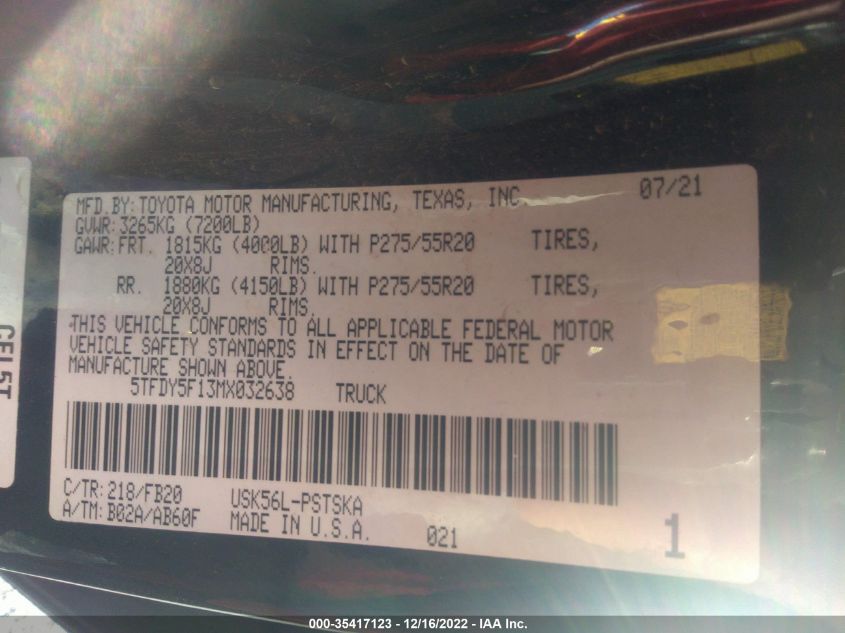 MFD.BY:TOYOTA MOTOR MANUFACTURING, TEXAS, INC. 07/21
GVWR:3265KG (7200LB)
GAWR:FRT. 1815KG (4000LB) WITH P275/55R20 TIRES,
20X8J RIMS.
RR. 1880KG (4150LB) WITH P275/55R20 TIRES,
20X8J RIMS.
THIS VEHICLE CONFORMS TO ALL APPLICABLE FEDERAL MOTOR
VEHICLE SAFETY STANDARDS IN EFFECT ON THE DATE OF
MANUFACTURE SHOWN ABOVE.
5TFDY5F13MX032638 TRUCK
C/TR:218/FB20 USK56L-PSTSKA
A/TM:B02A/AB60F MADE IN U.S.A. 021 1
000-35417123 - 12/16/2022 - IAA Inc.